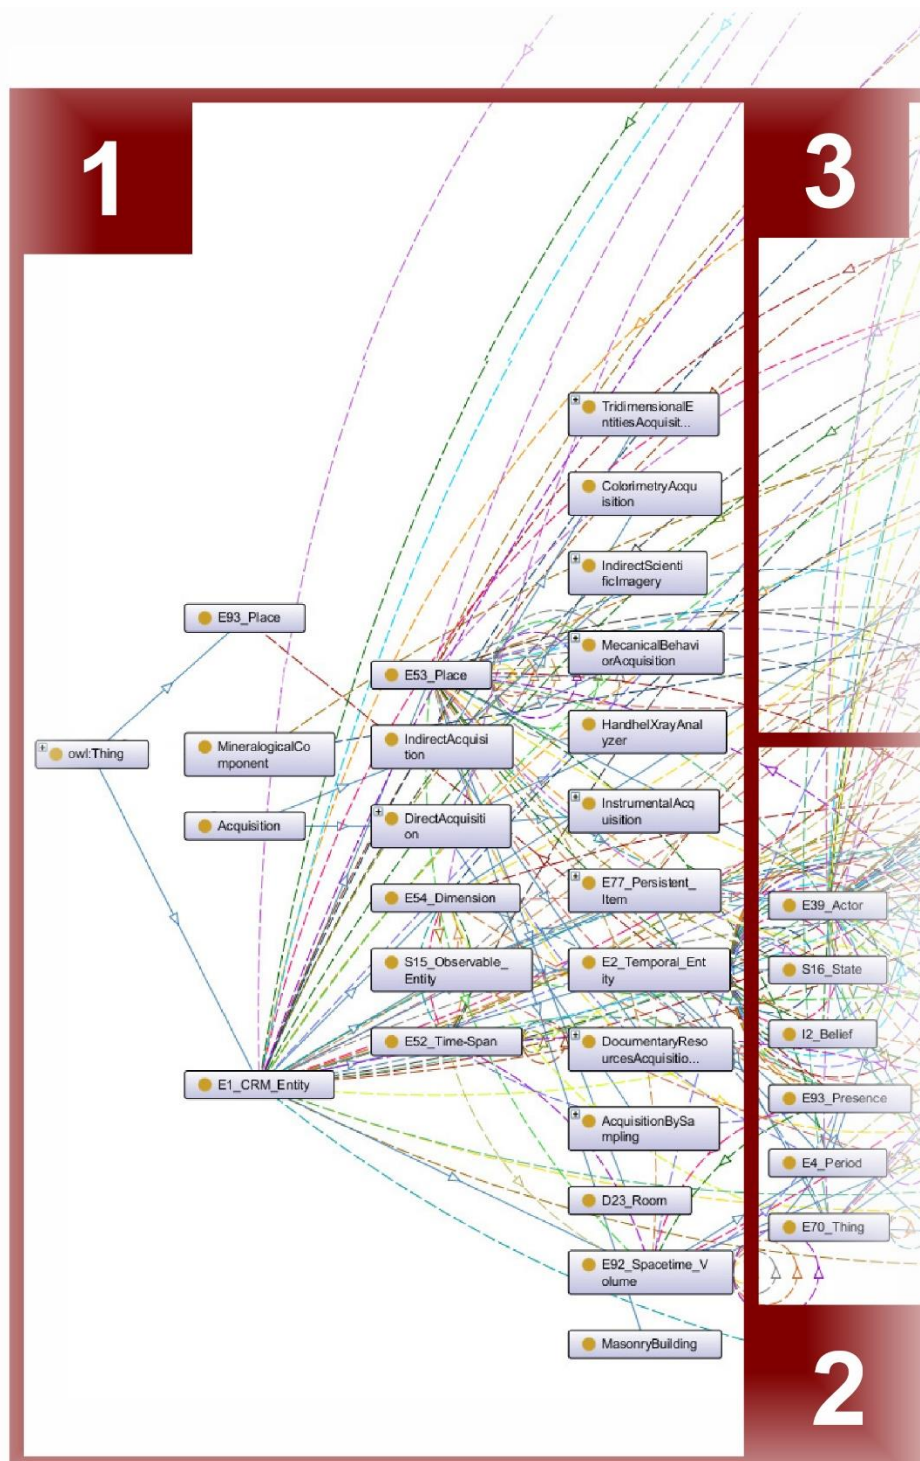 1
3
TridimensionalE
ntitiesAcquisit...
ColorimetryAcqu
isition
IndirectScienti
ficImagery
E93_Place
MecanicalBehavi
orAcquisition
E53_Place
HandhelXrayAnal
yzer
owl:Thing
MineralogicalCo
mponent
IndirectAcquisi
tion
InstrumentalAcq
uisition
Acquisition
DirectAcquisiti
on
E77_Persistent_
Item
E54_Dimension
E39_Actor
S15_Observable_
Entity
E2_Temporal_Ent
ity
S16_State
E52_Time-Span
DocumentaryReso
urcesAcquisitio...
I2_Belief
E1_CRM_Entity
E93_Presence
AcquisitionBySa
mpling
E4_Period
D23_Room
E70_Thing
E92_Spacetime_V
olume
MasonryBuilding
2